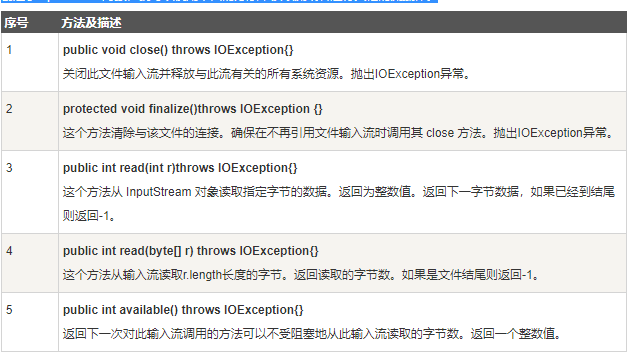 序号 方法及描述
1 public void close() throws IOException{}
关闭此文件输入流并释放与此流有关的所有系统资源。抛出IOException异常。
2 protected void finalize()throws IOException {}
这个方法清除与该文件的连接。确保在不再引用文件输入流时调用其 close 方法。抛出IOException异常。
3 public int read(int r)throws IOException{}
这个方法从 InputStream 对象读取指定字节的数据。返回为整数值。返回下一字节数据，如果已经到结尾
则返回-1。
4 public int read(byte[] r) throws IOException{}
这个方法从输入流读取r.length长度的字节。返回读取的字节数。如果是文件结尾则返回-1。
5 public int available() throws IOException{}
返回下一次对此输入流调用的方法可以不受阻塞地从此输入流读取的字节数。返回一个整数值。